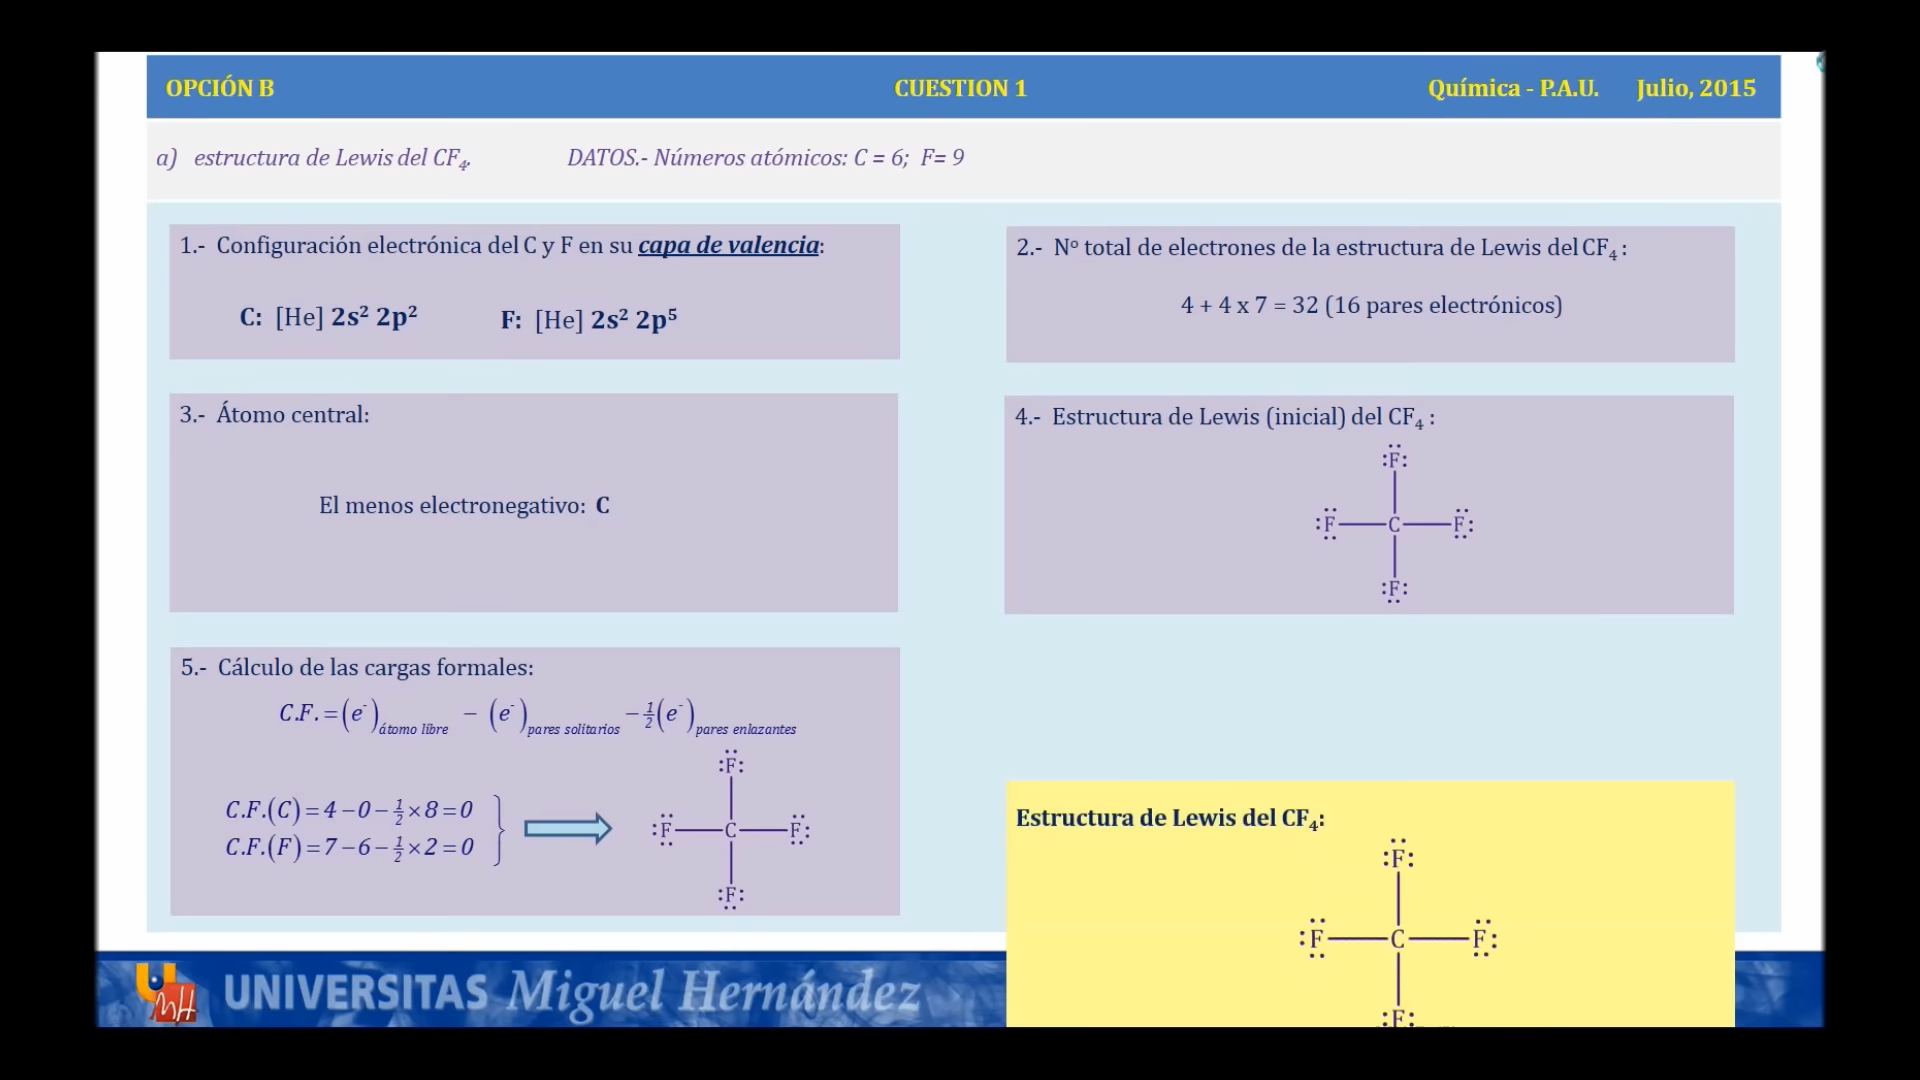 OPCIÓN B CUESTION 1 Química - P.A.U. Julio, 2015
a) estructura de Lewis del CF₄. DATOS.- Números atómicos: C = 6; F= 9
1.- Configuración electrónica del C y F en su capa de valencia:
C: [He] 2s² 2p² F: [He] 2s² 2p⁵
2.- Nº total de electrones de la estructura de Lewis del CF₄ :
4 + 4 x 7 = 32 (16 pares electrónicos)
3.- Átomo central:
El menos electronegativo: C
4.- Estructura de Lewis (inicial) del CF₄ :
:F:
:F—C—F:
:F:
5.- Cálculo de las cargas formales:
C.F. = (e⁻)átomo libre − (e⁻)pares solitarios − ½(e⁻)pares enlazantes
C.F.(C) = 4 − 0 − ½ × 8 = 0
C.F.(F) = 7 − 6 − ½ × 2 = 0
:F:
:F—C—F:
:F:
Estructura de Lewis del CF₄:
:F:
:F—C—F:
:F:
UNIVERSITAS Miguel Hernández